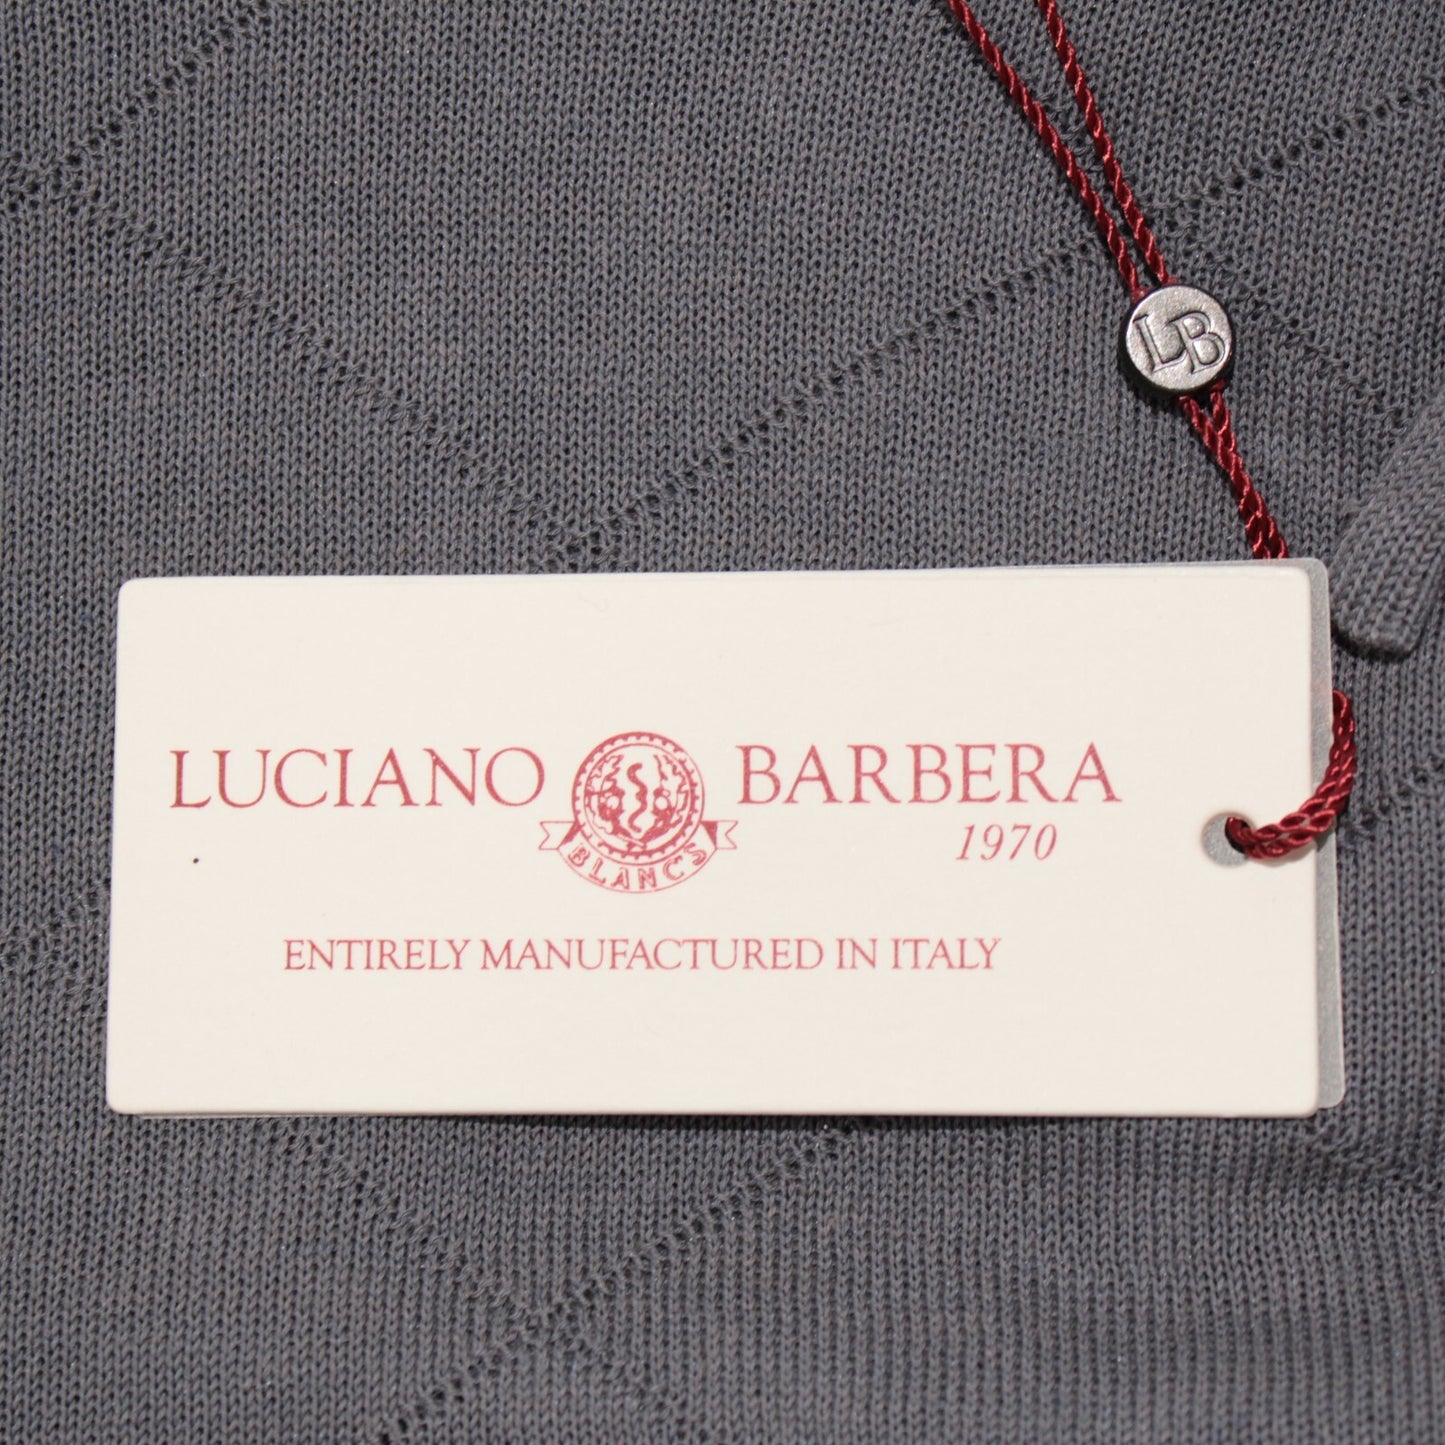 LB
LUCIANO BARBERA
1970
BLANCS
ENTIRELY MANUFACTURED IN ITALY